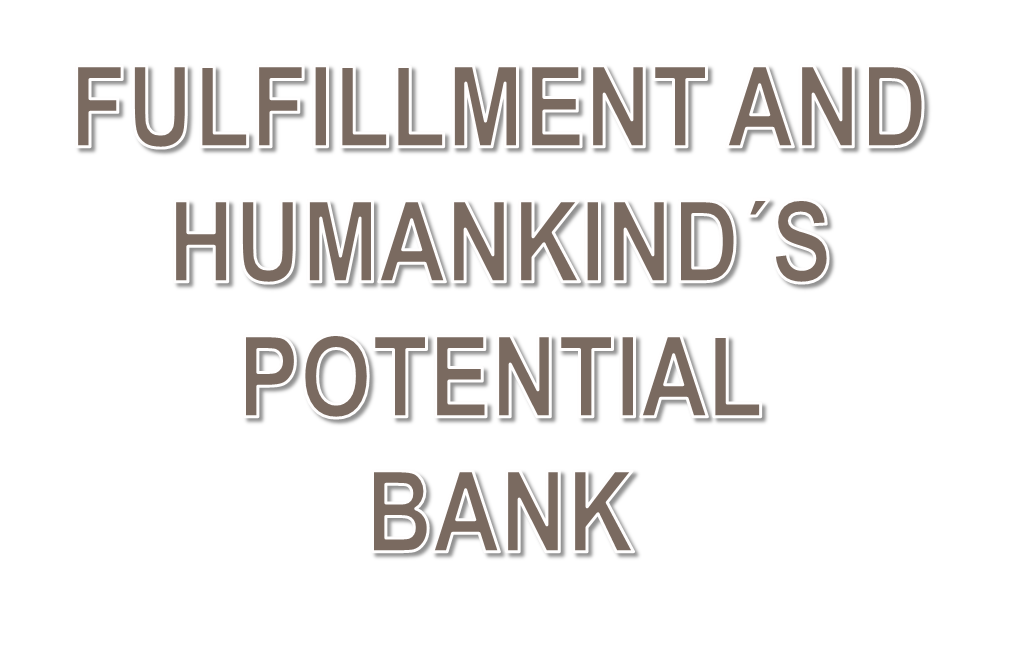 FULFILLMENT AND
HUMANKIND´S
POTENTIAL
BANK